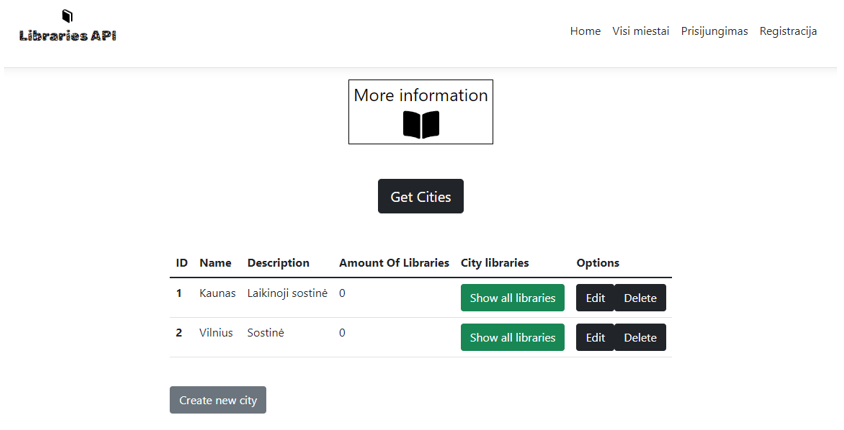 Libraries API
Home Visi miestai Prisijungimas Registracija
More information
Get Cities
ID Name Description Amount Of Libraries City libraries Options
1 Kaunas Laikinoji sostinė 0 Show all libraries Edit Delete
2 Vilnius Sostinė 0 Show all libraries Edit Delete
Create new city